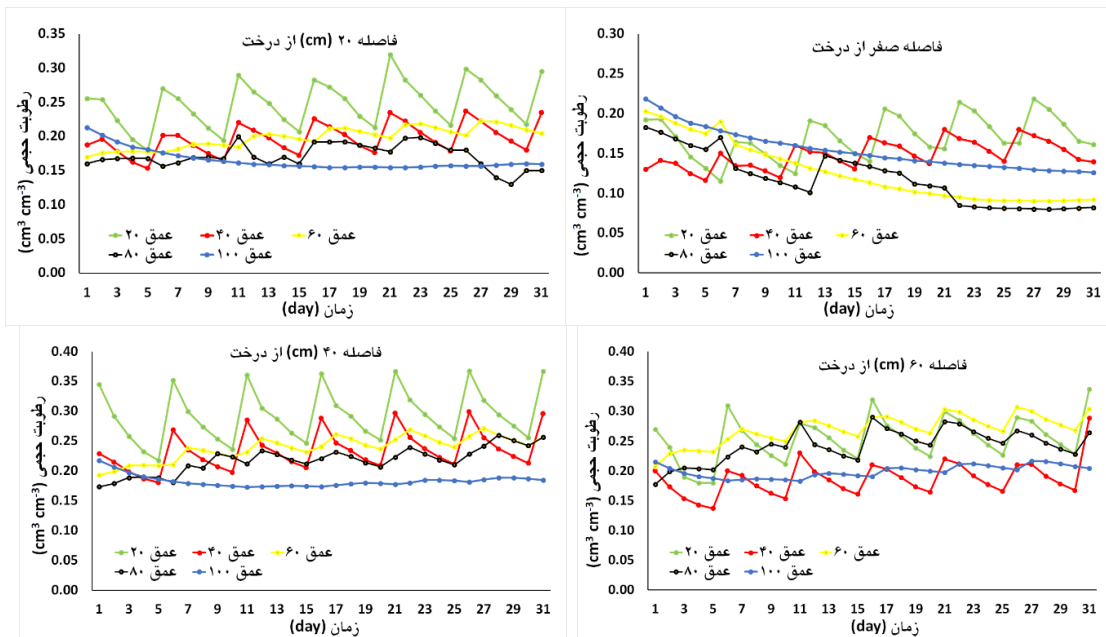 فاصله ۲۰ (cm) از درخت
رطوبت حجمی (cm³ cm⁻³)
0.35
0.30
0.25
0.20
0.15
0.10
0.05
0.00
عمق ۲۰ عمق ۴۰ عمق ۶۰
عمق ۸۰ عمق ۱۰۰
1 3 5 7 9 11 13 15 17 19 21 23 25 27 29 31
زمان (day)
فاصله صفر از درخت
رطوبت حجمی (cm³ cm⁻³)
0.30
0.25
0.20
0.15
0.10
0.05
0.00
عمق ۲۰ عمق ۴۰ عمق ۶۰
عمق ۸۰ عمق ۱۰۰
1 3 5 7 9 11 13 15 17 19 21 23 25 27 29 31
زمان (day)
فاصله ۴۰ (cm) از درخت
رطوبت حجمی (cm³ cm⁻³)
0.40
0.35
0.30
0.25
0.20
0.15
0.10
0.05
0.00
عمق ۲۰ عمق ۴۰ عمق ۶۰
عمق ۸۰ عمق ۱۰۰
1 3 5 7 9 11 13 15 17 19 21 23 25 27 29 31
زمان (day)
فاصله ۶۰ (cm) از درخت
رطوبت حجمی (cm³ cm⁻³)
0.40
0.35
0.30
0.25
0.20
0.15
0.10
0.05
0.00
عمق ۲۰ عمق ۴۰ عمق ۶۰
عمق ۸۰ عمق ۱۰۰
1 3 5 7 9 11 13 15 17 19 21 23 25 27 29 31
زمان (day)